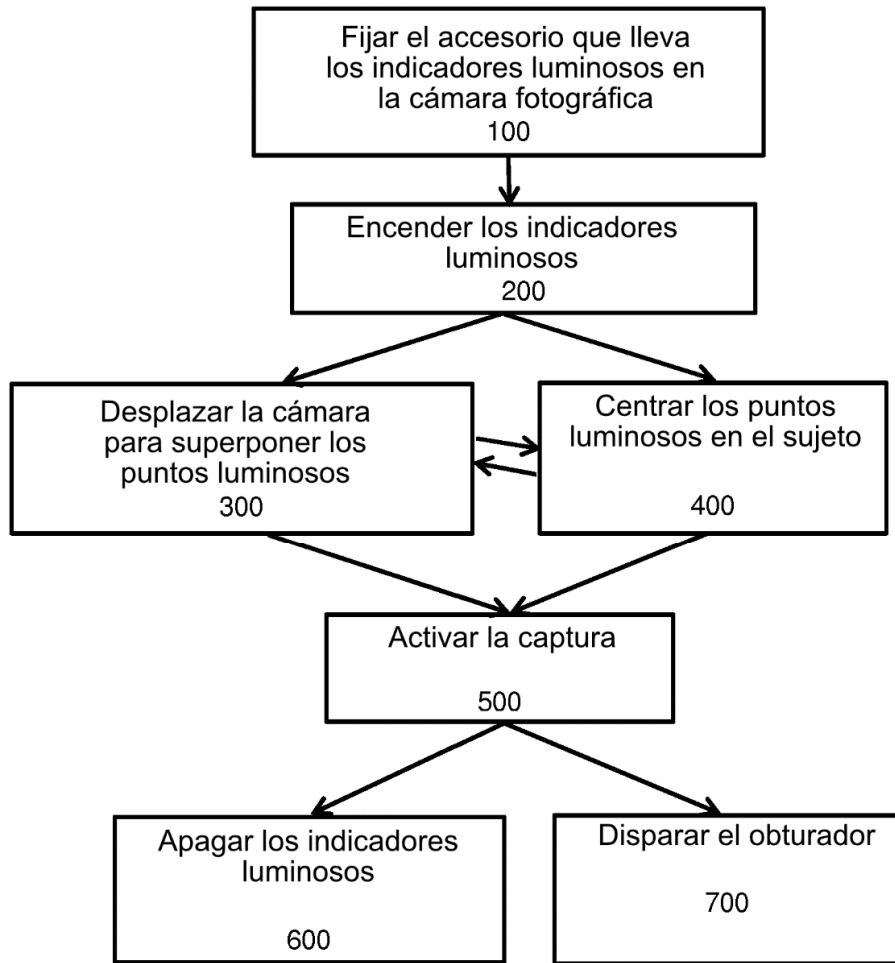 Fijar el accesorio que lleva
los indicadores luminosos en
la cámara fotográfica
100
Encender los indicadores
luminosos
200
Desplazar la cámara
para superponer los
puntos luminosos
300
Centrar los puntos
luminosos en el sujeto
400
Activar la captura
500
Apagar los indicadores
luminosos
600
Disparar el obturador
700